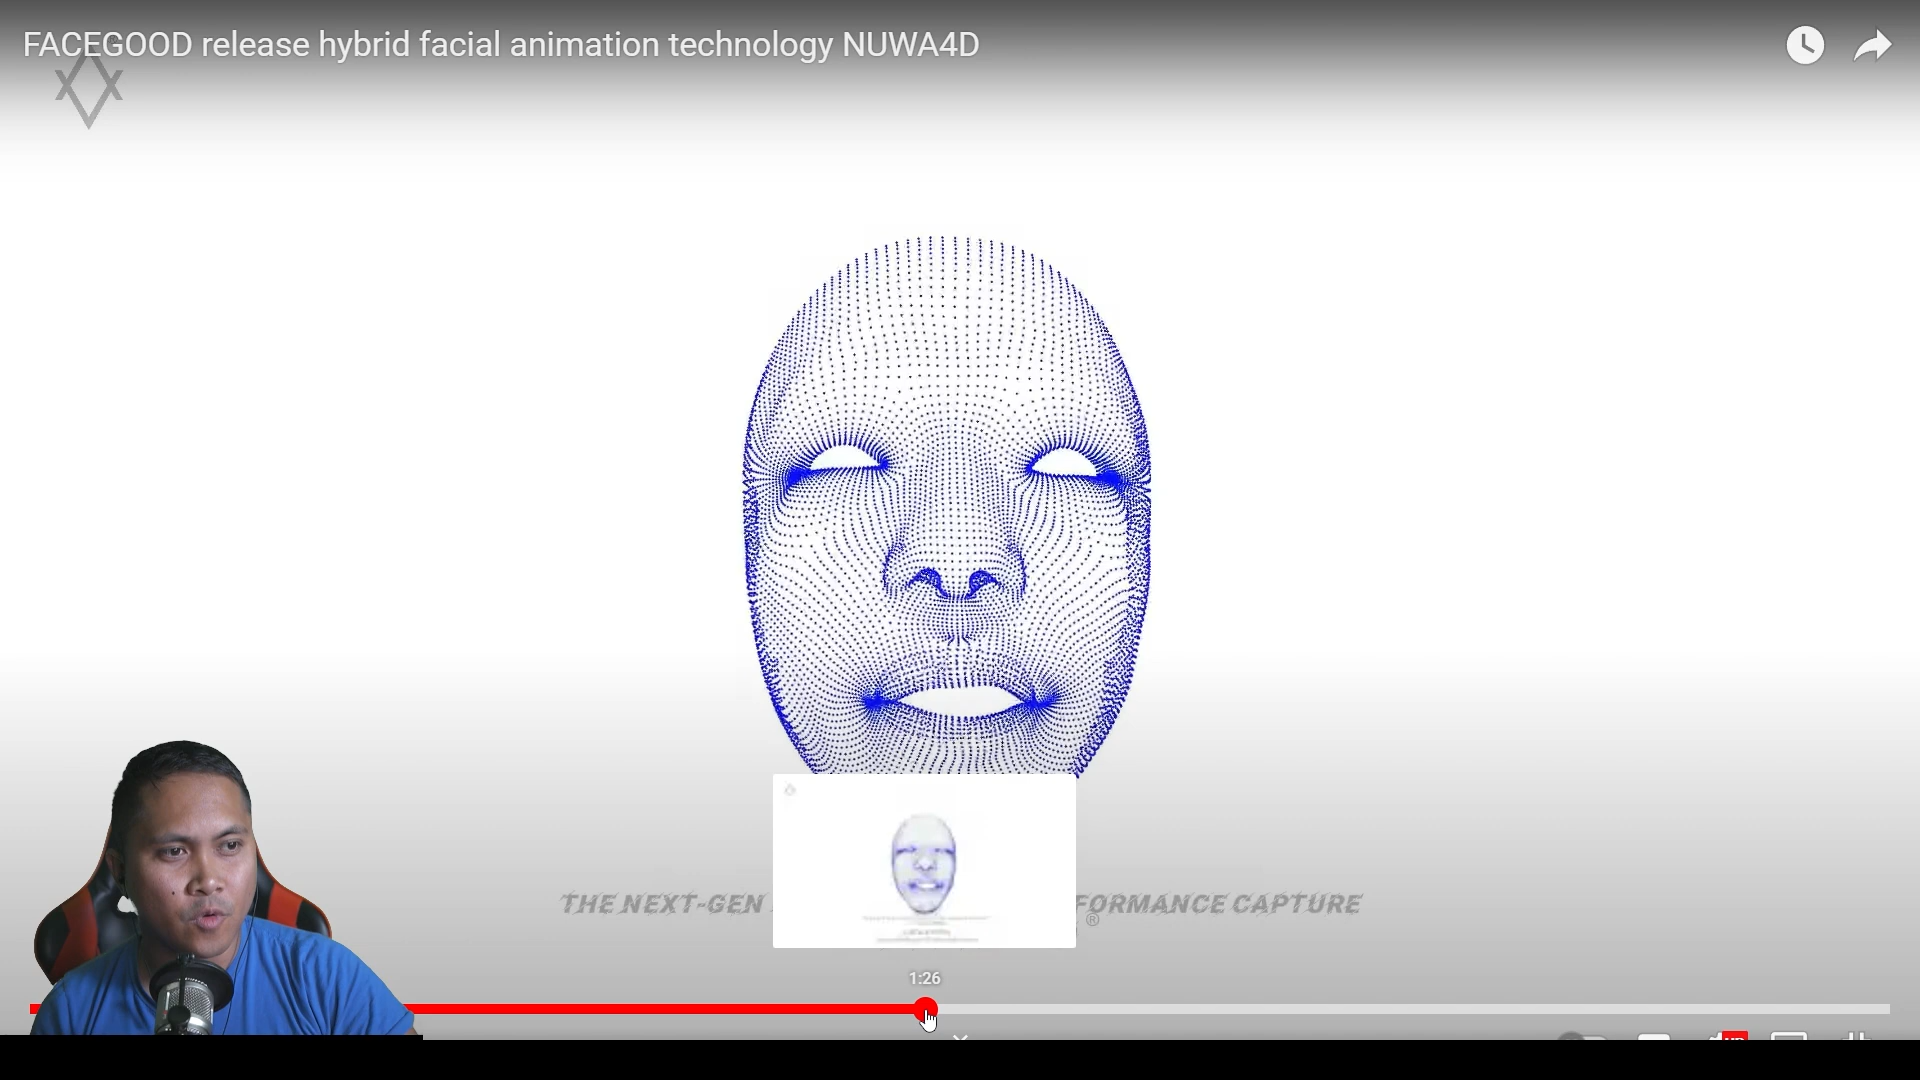 FACEGOOD release hybrid facial animation technology NUWA4D
THE NEXT-GEN
FORMANCE CAPTURE
®
1:26